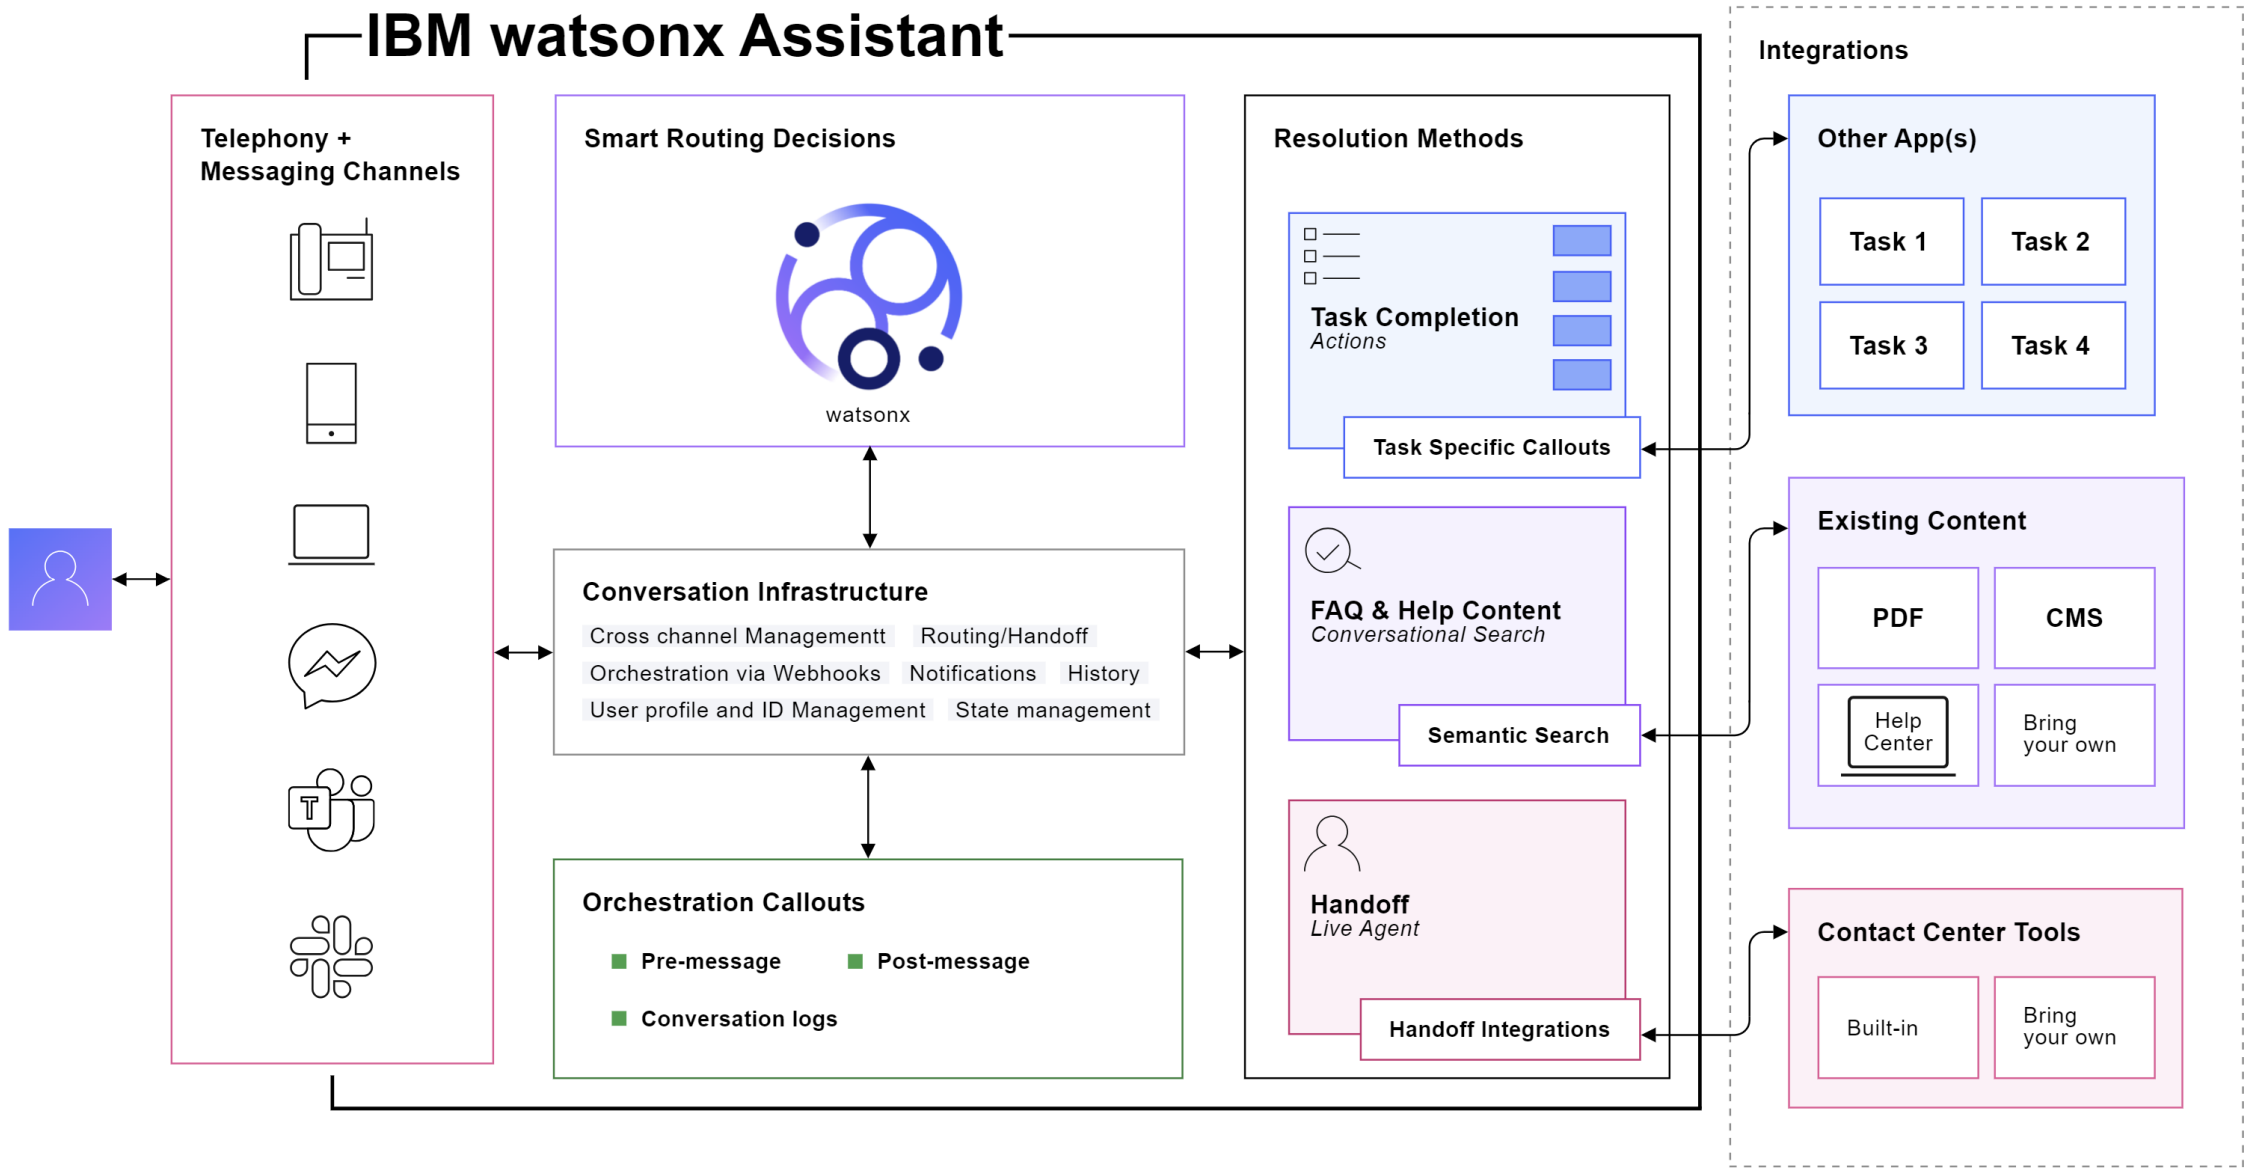 IBM watsonx Assistant
Telephony +
Messaging Channels
Smart Routing Decisions
watsonx
Conversation Infrastructure
Cross channel Managementt
Routing/Handoff
Orchestration via Webhooks
Notifications
History
User profile and ID Management
State management
Orchestration Callouts
Pre-message
Post-message
Conversation logs
Resolution Methods
Task Completion
Actions
Task Specific Callouts
FAQ & Help Content
Conversational Search
Semantic Search
Handoff
Live Agent
Handoff Integrations
Integrations
Other App(s)
Task 1
Task 2
Task 3
Task 4
Existing Content
PDF
CMS
Help
Center
Bring
your own
Contact Center Tools
Built-in
Bring
your own
T